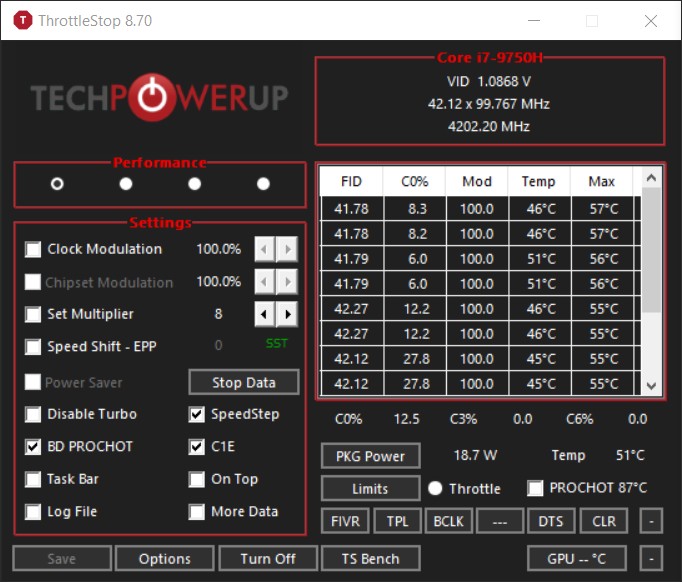 T ThrottleStop 8.70
TECHPOWERUP
Core i7-9750H
VID 1.0868 V
42.12 x 99.767 MHz
4202.20 MHz
Performance
Settings
Clock Modulation 100.0%
Chipset Modulation 100.0%
Set Multiplier 8
Speed Shift - EPP 0 SST
Power Saver Stop Data
Disable Turbo SpeedStep
BD PROCHOT C1E
Task Bar On Top
Log File More Data
FID C0% Mod Temp Max
41.78 8.3 100.0 46°C 57°C
41.78 8.2 100.0 46°C 57°C
41.79 6.0 100.0 51°C 56°C
41.79 6.0 100.0 51°C 56°C
42.27 12.2 100.0 46°C 55°C
42.27 12.2 100.0 46°C 55°C
42.12 27.8 100.0 45°C 55°C
42.12 27.8 100.0 45°C 55°C
C0% 12.5 C3% 0.0 C6% 0.0
PKG Power 18.7 W Temp 51°C
Limits Throttle PROCHOT 87°C
FIVR TPL BCLK --- DTS CLR -
Save Options Turn Off TS Bench GPU -- °C -